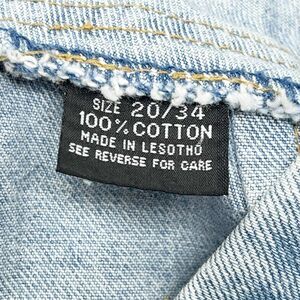 SIZE 20/34
100% COTTON
MADE IN LESOTHO
SEE REVERSE FOR CARE